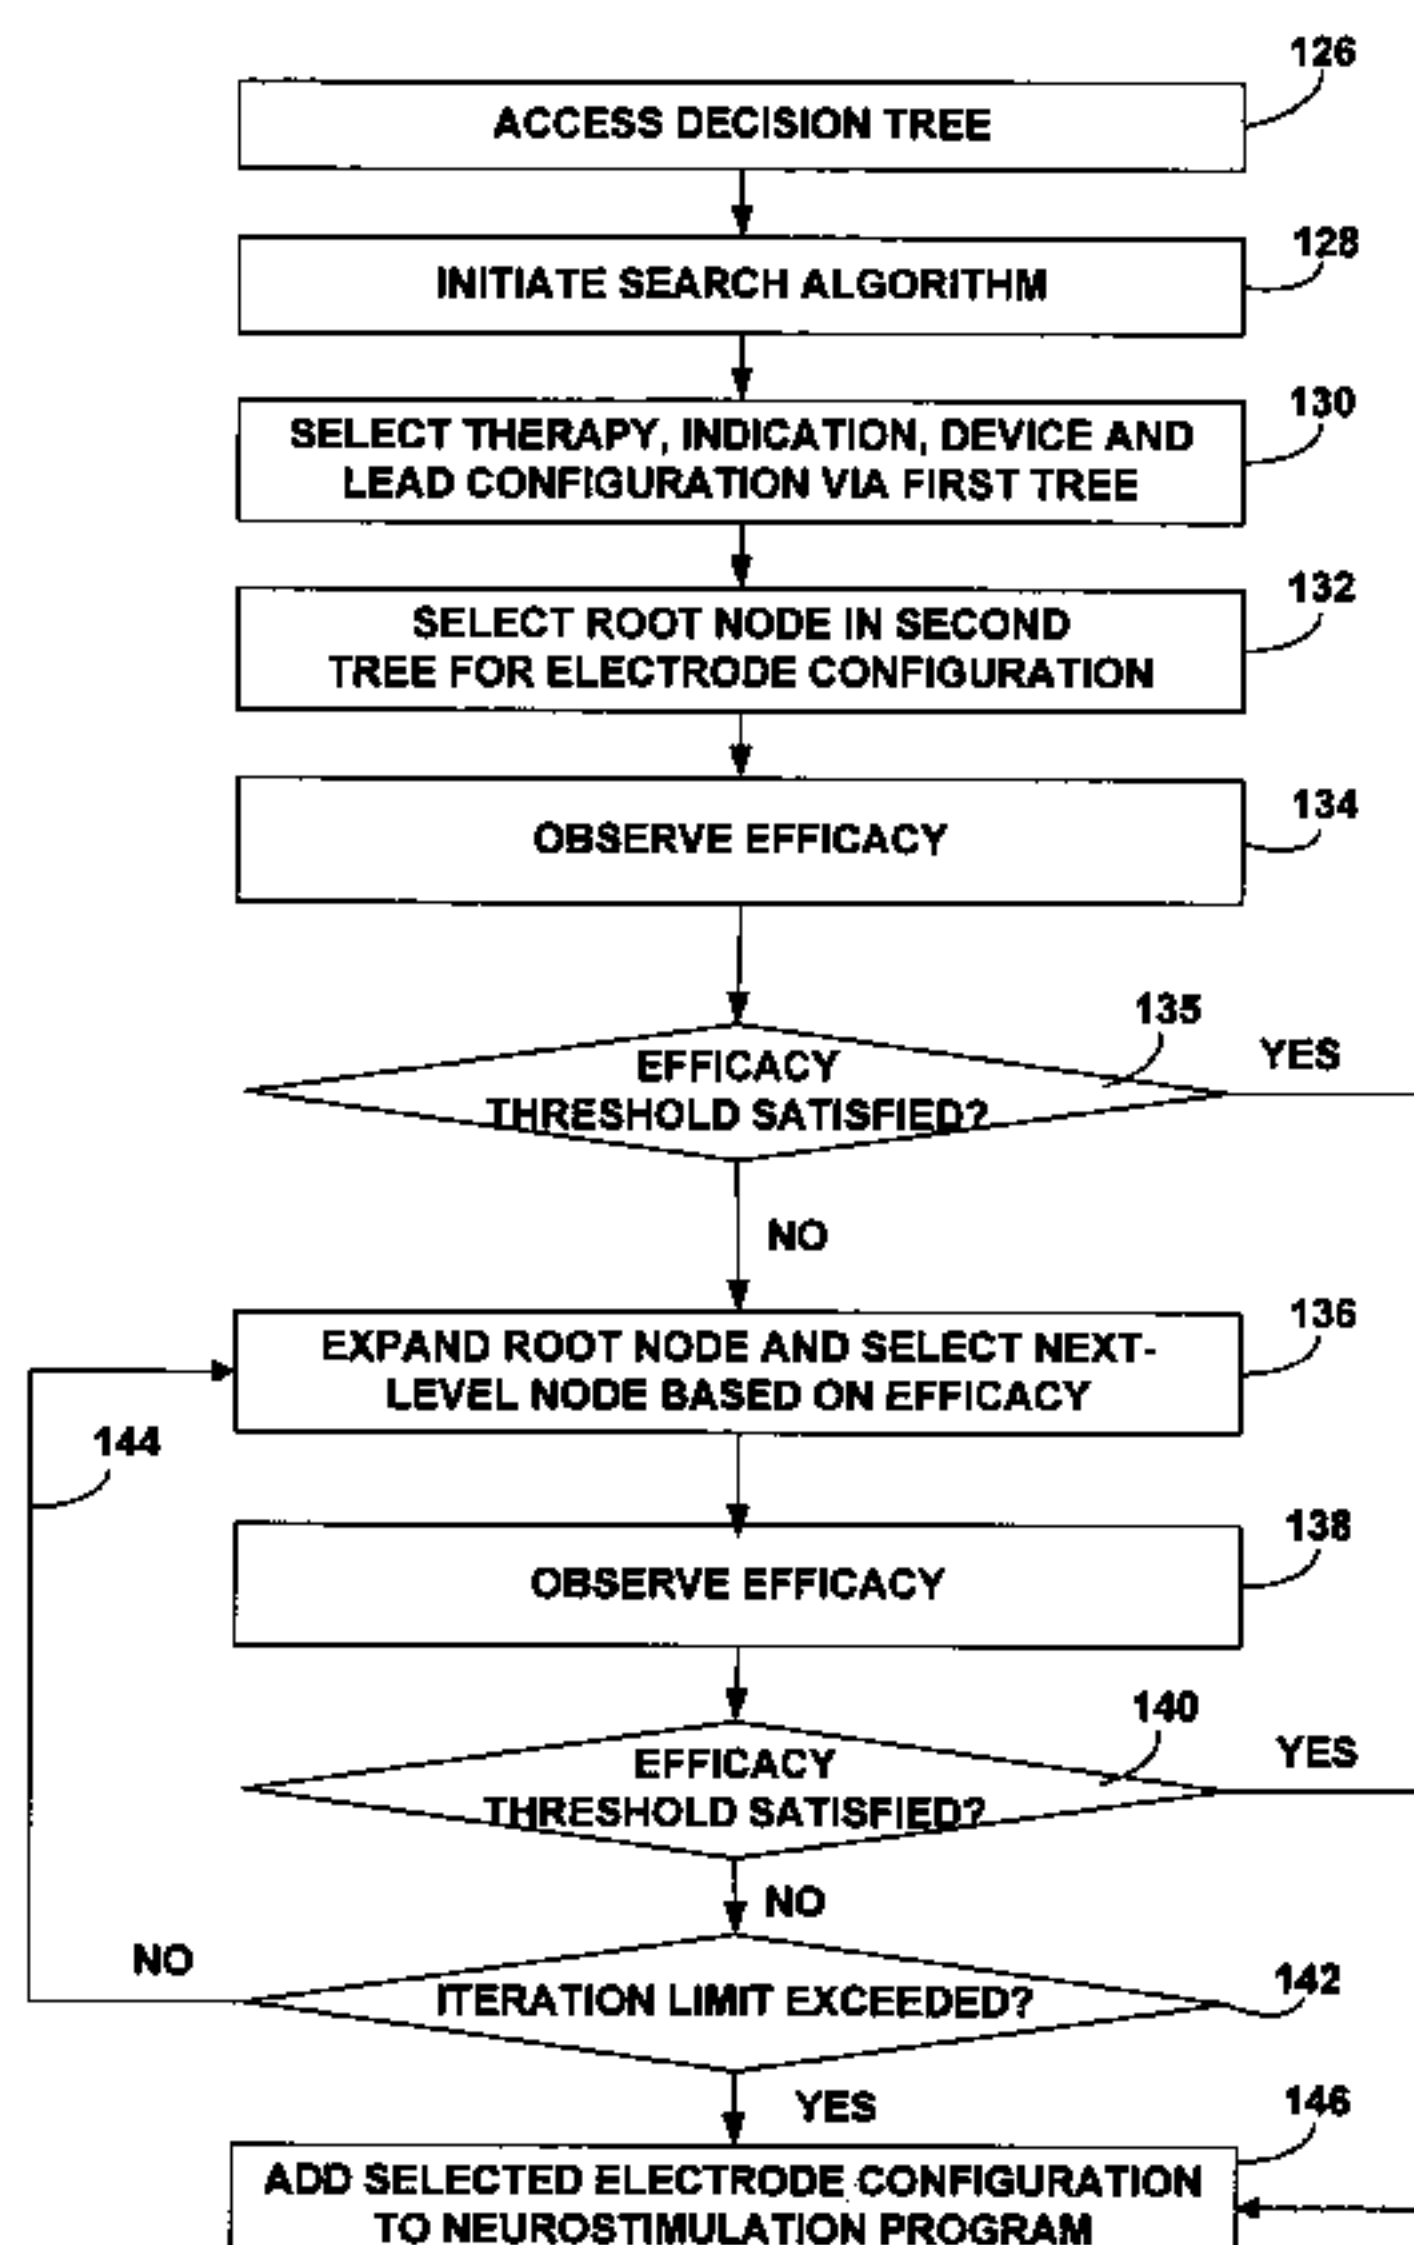 126
ACCESS DECISION TREE
128
INITIATE SEARCH ALGORITHM
130
SELECT THERAPY, INDICATION, DEVICE AND
LEAD CONFIGURATION VIA FIRST TREE
132
SELECT ROOT NODE IN SECOND
TREE FOR ELECTRODE CONFIGURATION
134
OBSERVE EFFICACY
135
YES
EFFICACY
THRESHOLD SATISFIED?
NO
136
EXPAND ROOT NODE AND SELECT NEXT-
LEVEL NODE BASED ON EFFICACY
144
138
OBSERVE EFFICACY
140
YES
EFFICACY
THRESHOLD SATISFIED?
NO
NO
142
ITERATION LIMIT EXCEEDED?
YES
146
ADD SELECTED ELECTRODE CONFIGURATION
TO NEUROSTIMULATION PROGRAM